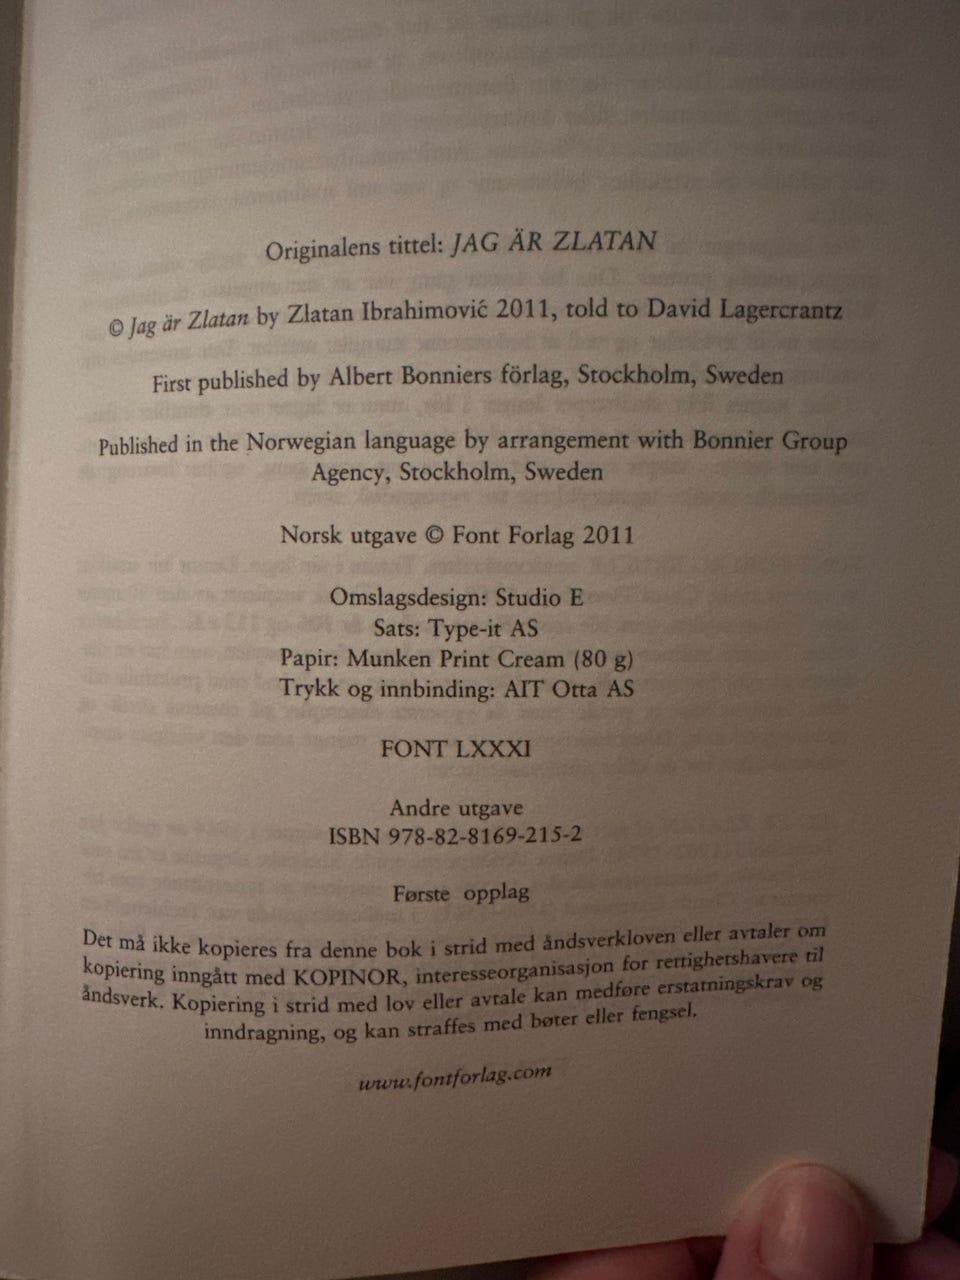 Originalens tittel: JAG ÄR ZLATAN
© Jag är Zlatan by Zlatan Ibrahimović 2011, told to David Lagercrantz
First published by Albert Bonniers förlag, Stockholm, Sweden
Published in the Norwegian language by arrangement with Bonnier Group
Agency, Stockholm, Sweden
Norsk utgave © Font Forlag 2011
Omslagsdesign: Studio E
Sats: Type-it AS
Papir: Munken Print Cream (80 g)
Trykk og innbinding: AIT Otta AS
FONT LXXXI
Andre utgave
ISBN 978-82-8169-215-2
Første opplag
Det må ikke kopieres fra denne bok i strid med åndsverkloven eller avtaler om
kopiering inngått med KOPINOR, interesseorganisasjon for rettighetshavere til
åndsverk. Kopiering i strid med lov eller avtale kan medføre erstatningskrav og
inndragning, og kan straffes med bøter eller fengsel.
www.fontforlag.com